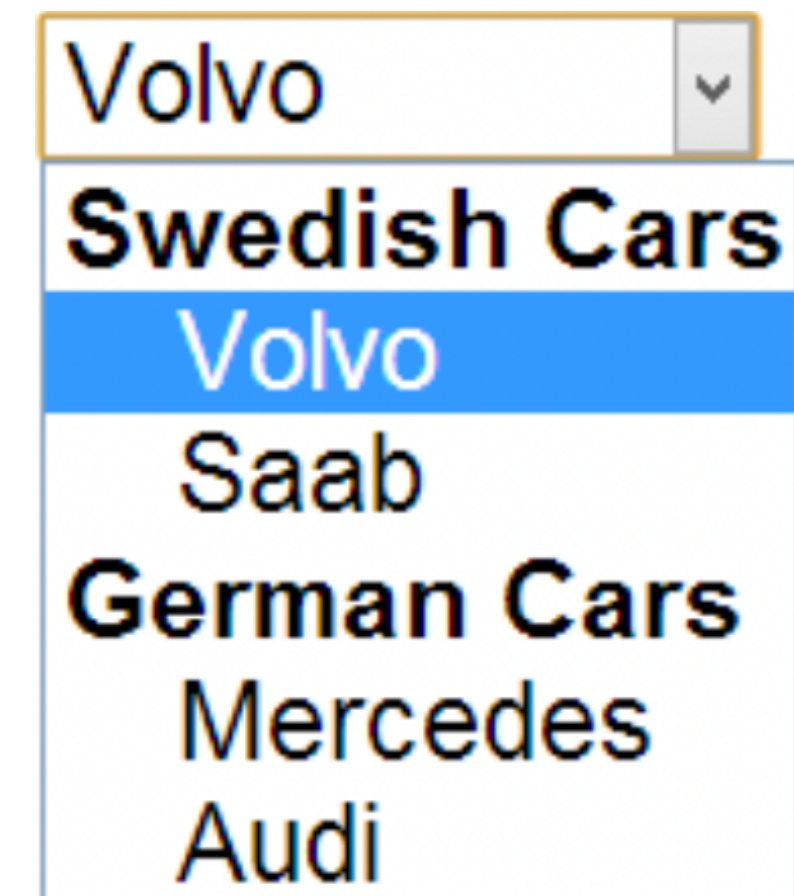 Volvo
Swedish Cars
Volvo
Saab
German Cars
Mercedes
Audi